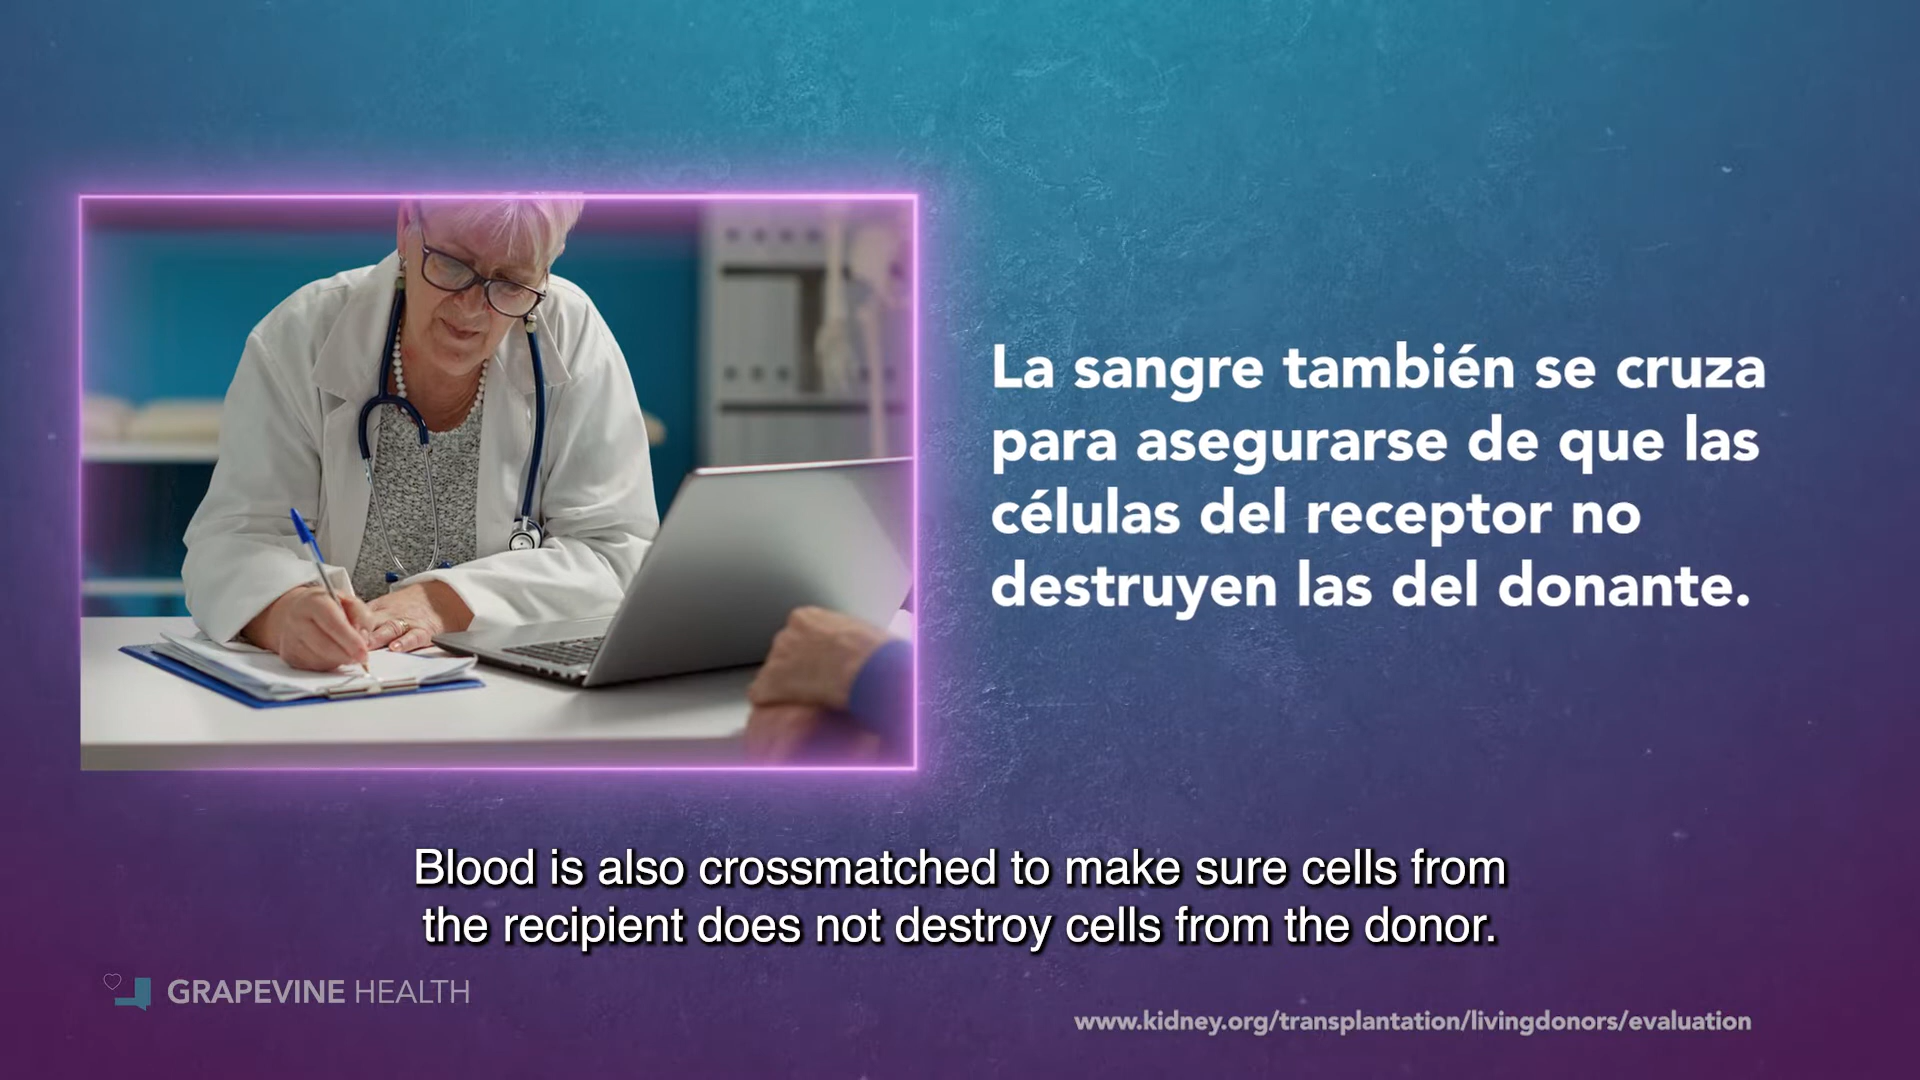 La sangre también se cruza
para asegurarse de que las
células del receptor no
destruyen las del donante.
Blood is also crossmatched to make sure cells from
the recipient does not destroy cells from the donor.
GRAPEVINE HEALTH
www.kidney.org/transplantation/livingdonors/evaluation